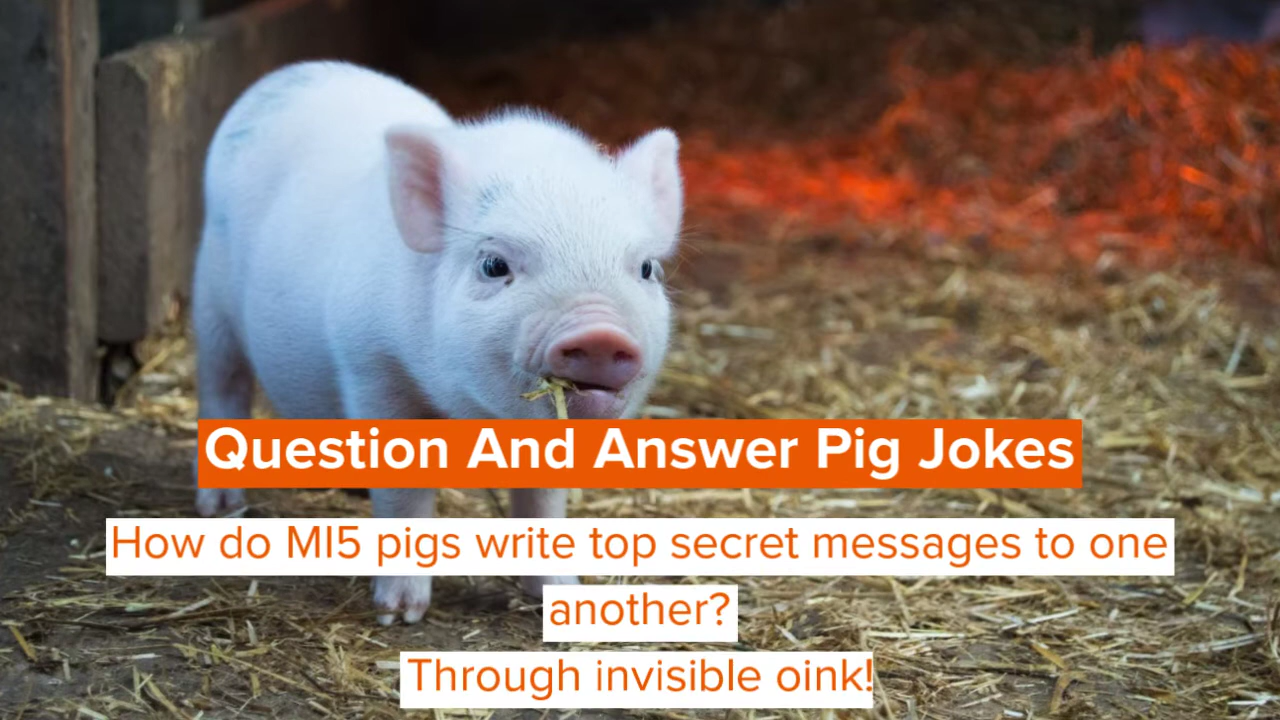 Question And Answer Pig Jokes
How do MI5 pigs write top secret messages to one
another?
Through invisible oink!